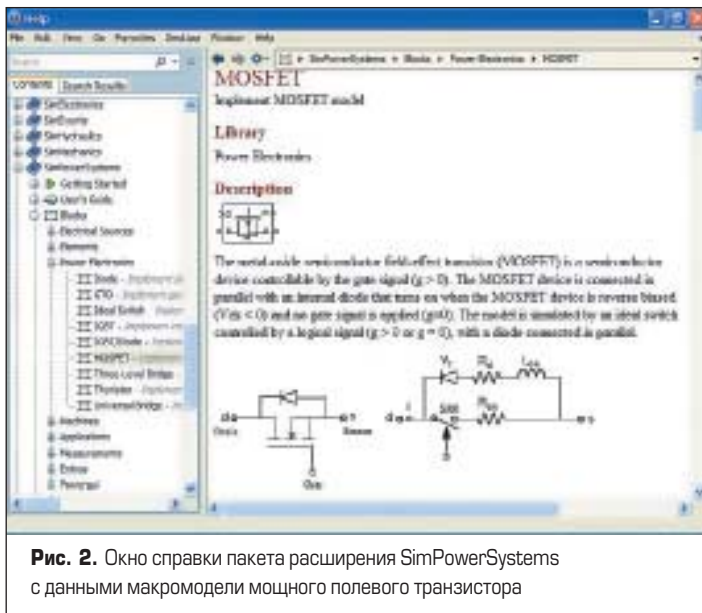 Help
File Edit View Go Favorites Desktop Window Help
SimPowerSystems ▸ Blocks ▸ Power Electronics ▸ MOSFET
Contents Search Results
SimElectronics
SimEvents
SimHydraulics
SimMechanics
SimPowerSystems
Getting Started
User's Guide
Blocks
Electrical Sources
Elements
Power Electronics
Diode
GTO
Ideal Switch
IGBT
IGBT/Diode
MOSFET
Three-Level Bridge
Thyristor
Universal Bridge
Machines
Applications
Measurements
Extras
Powergui
MOSFET
Implement MOSFET model
Library
Power Electronics
Description
The metal-oxide semiconductor field-effect transistor (MOSFET) is a semiconductor
device controllable by the gate signal (g > 0). The MOSFET device is connected in
parallel with an internal diode that turns on when the MOSFET device is reverse biased
(Vds < 0) and no gate signal is applied (g=0). The model is simulated by an ideal switch
controlled by a logical signal (g > 0 or g = 0), with a diode connected in parallel.
Рис. 2. Окно справки пакета расширения SimPowerSystems
с данными макромодели мощного полевого транзистора